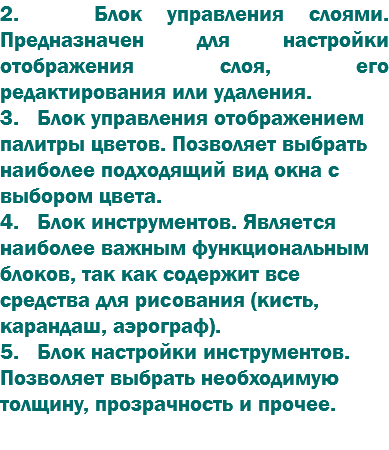 2. Блок управления слоями.
Предназначен для настройки
отображения слоя, его
редактирования или удаления.
3. Блок управления отображением
палитры цветов. Позволяет выбрать
наиболее подходящий вид окна с
выбором цвета.
4. Блок инструментов. Является
наиболее важным функциональным
блоков, так как содержит все
средства для рисования (кисть,
карандаш, аэрограф).
5. Блок настройки инструментов.
Позволяет выбрать необходимую
толщину, прозрачность и прочее.